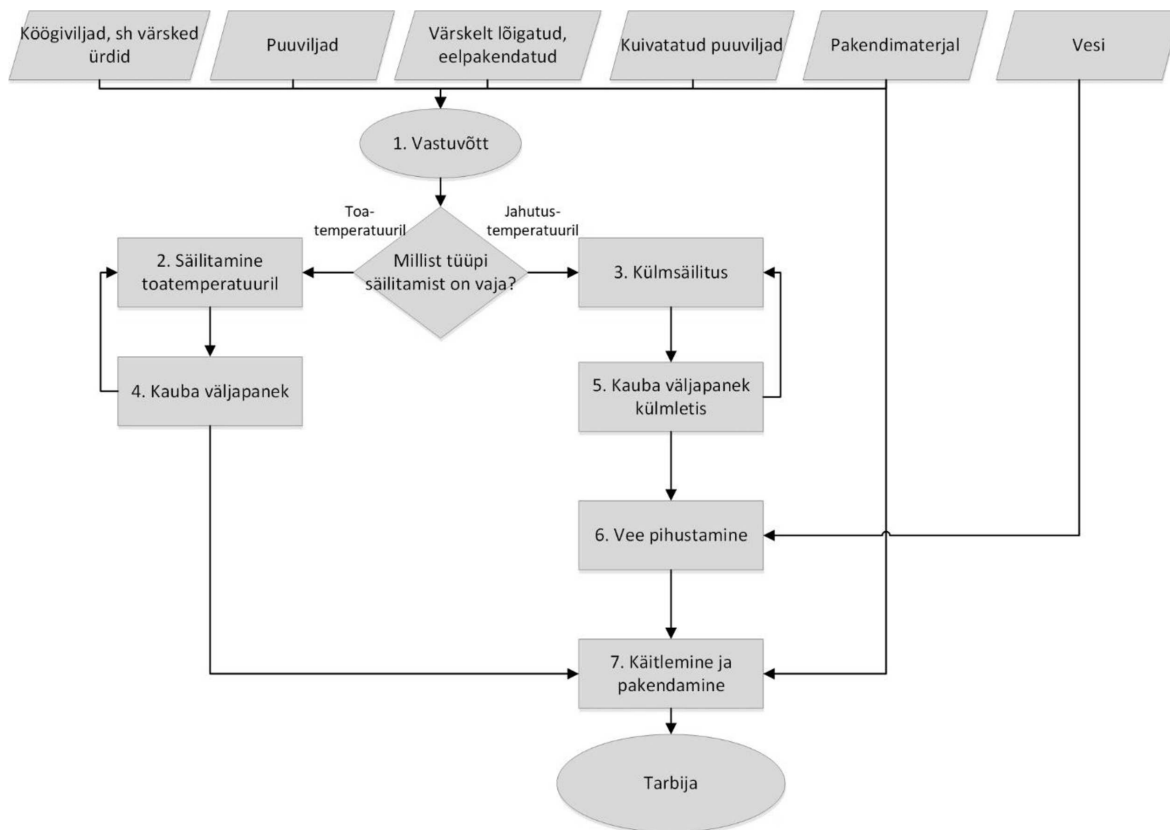 Köögiviljad, sh värsked
ürdid
Puuviljad
Värskelt lõigatud,
eelpakendatud
Kuivatatud puuviljad
Pakendimaterjal
Vesi
1. Vastuvõtt
Toa-
temperatuuril
Jahutus-
temperatuuril
Millist tüüpi
säilitamist on vaja?
2. Säilitamine
toatemperatuuril
3. Külmsäilitus
4. Kauba väljapanek
5. Kauba väljapanek
külmletis
6. Vee pihustamine
7. Käitlemine ja
pakendamine
Tarbija